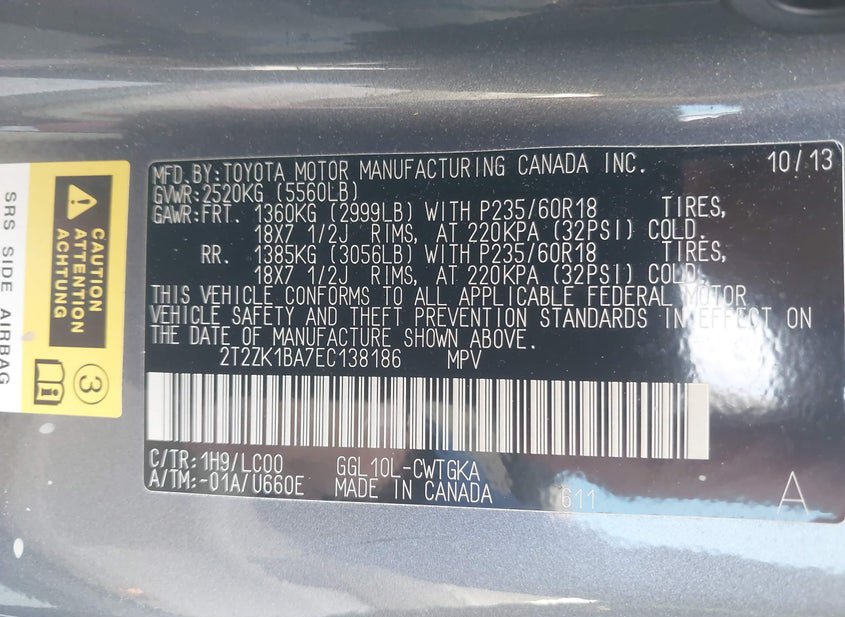 MFD.BY:TOYOTA MOTOR MANUFACTURING CANADA INC. 10/13
GVWR:2520KG (5560LB)
GAWR:FRT. 1360KG (2999LB) WITH P235/60R18 TIRES,
18X7 1/2J RIMS, AT 220KPA (32PSI) COLD.
RR. 1385KG (3056LB) WITH P235/60R18 TIRES,
18X7 1/2J RIMS, AT 220KPA (32PSI) COLD.
THIS VEHICLE CONFORMS TO ALL APPLICABLE FEDERAL MOTOR
VEHICLE SAFETY AND THEFT PREVENTION STANDARDS IN EFFECT ON
THE DATE OF MANUFACTURE SHOWN ABOVE.
2T2ZK1BA7EC138186 MPV
C/TR:1H9/LC00 GGL10L-CWTGKA
A/TM:-01A/U660E MADE IN CANADA 611 A
CAUTION
ATTENTION
ACHTUNG
3
SRS SIDE AIRBAG